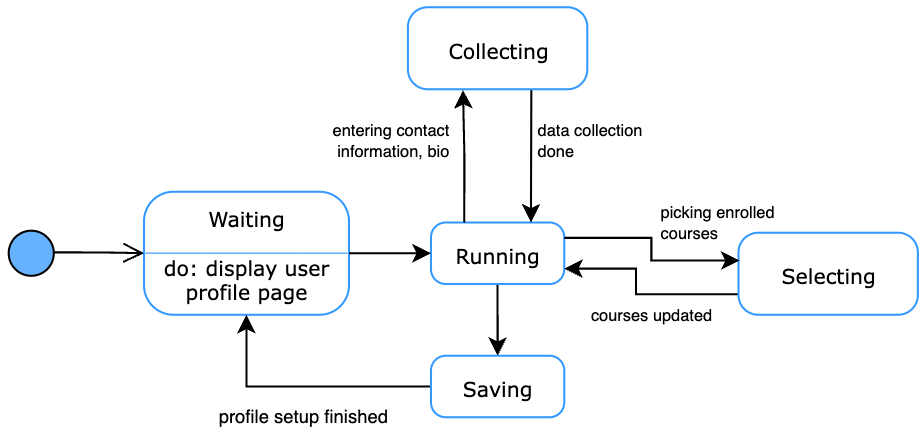 Collecting
entering contact
information, bio
data collection
done
Waiting
do: display user
profile page
Running
picking enrolled
courses
Selecting
courses updated
Saving
profile setup finished